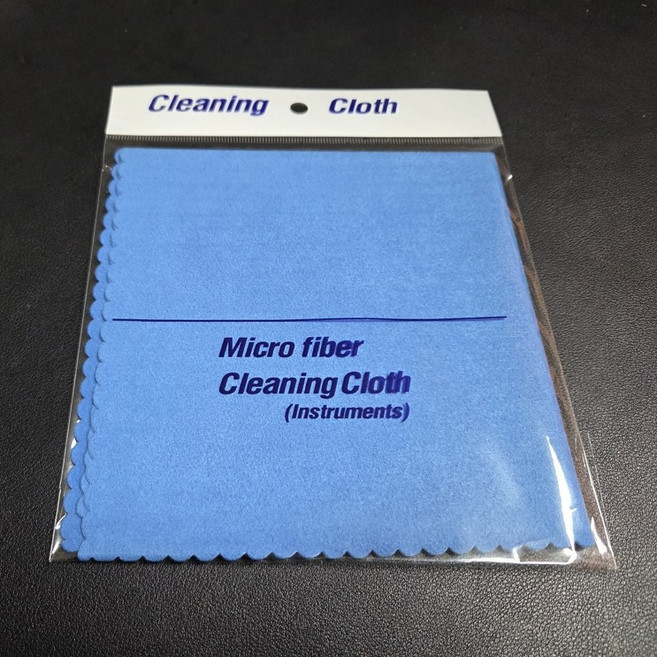 Cleaning Cloth
Micro fiber
Cleaning Cloth
(Instruments)